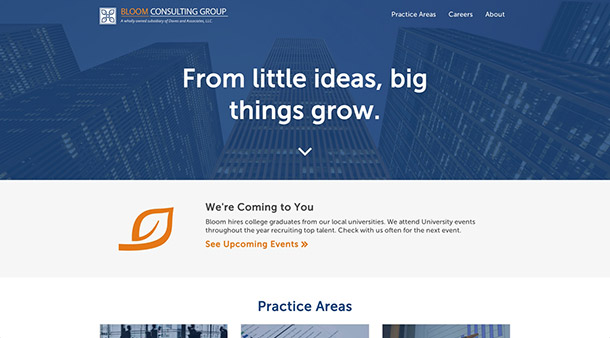 BLOOM CONSULTING GROUP
A wholly owned subsidiary of Daves and Associates, LLC.
Practice Areas Careers About
From little ideas, big
things grow.
We're Coming to You
Bloom hires college graduates from our local universities. We attend University events
throughout the year recruiting top talent. Check with us often for the next event.
See Upcoming Events »
Practice Areas